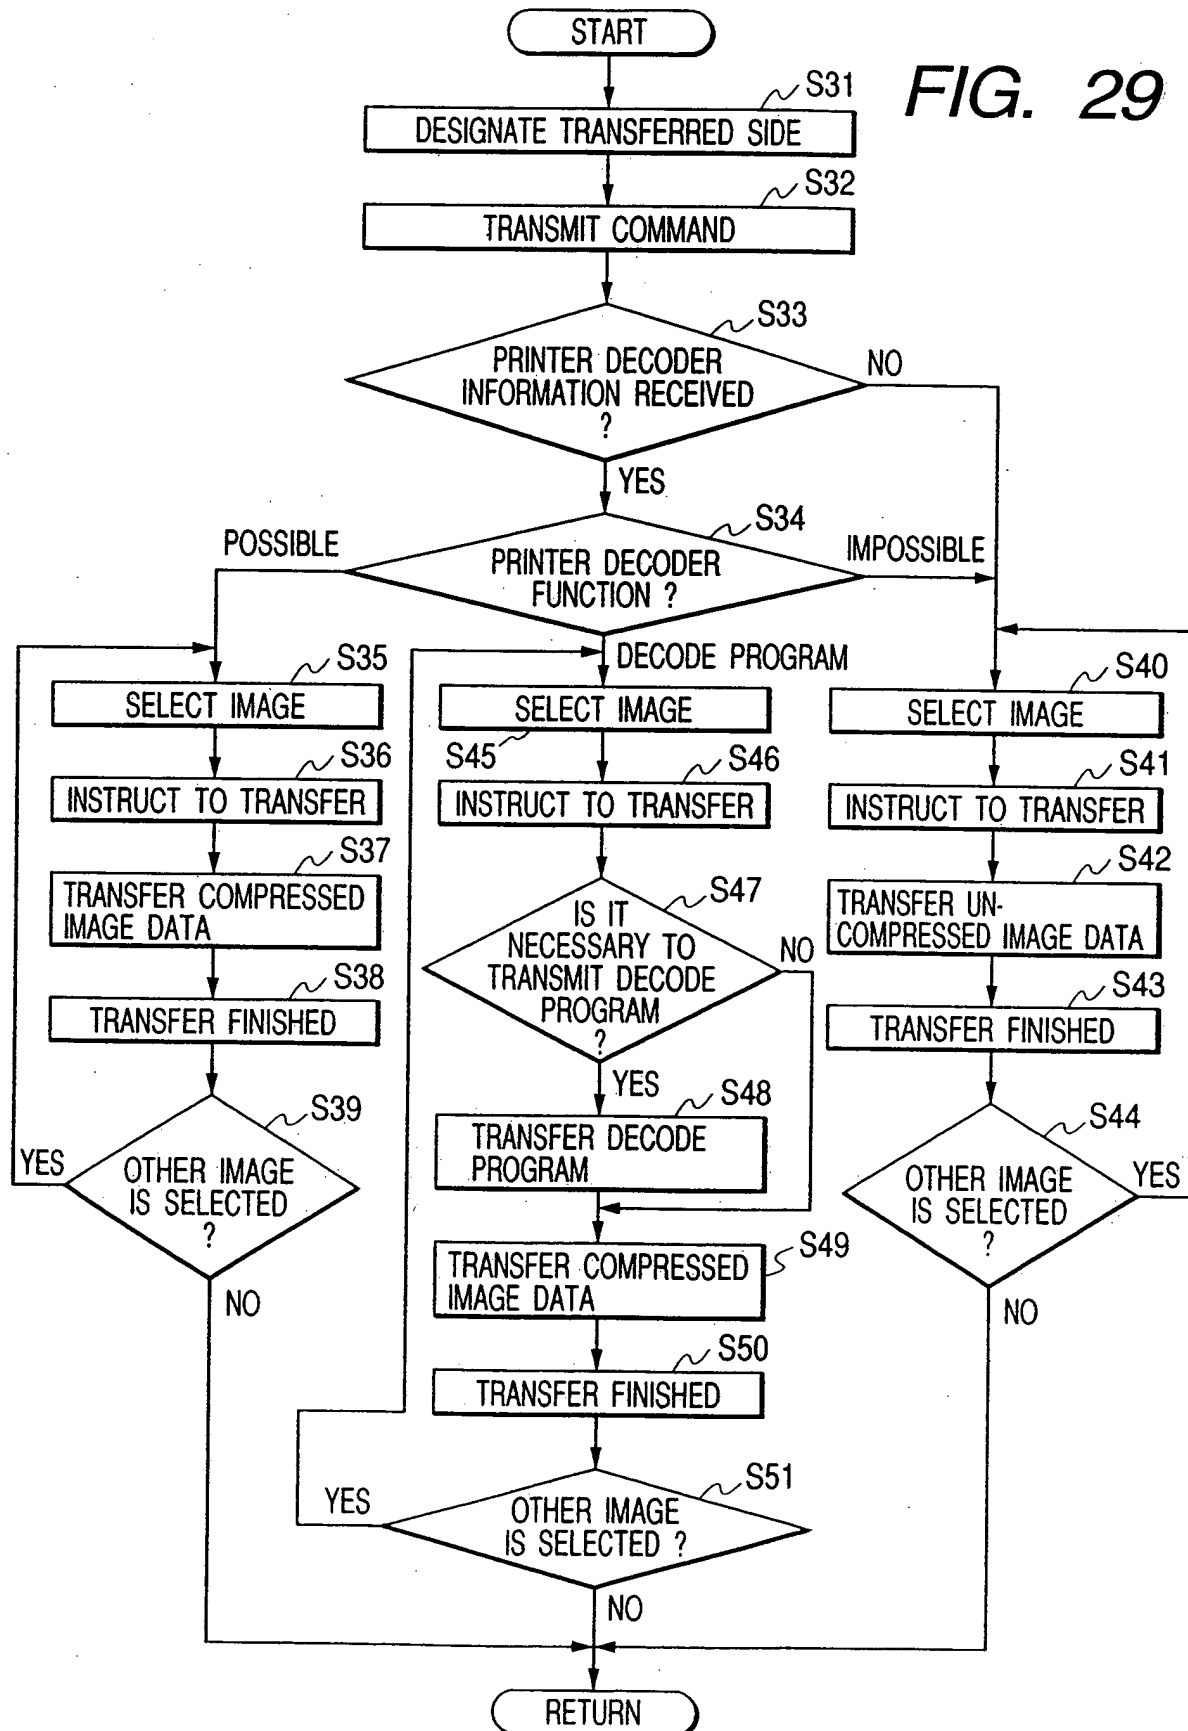 START
FIG. 29
S31
DESIGNATE TRANSFERRED SIDE
S32
TRANSMIT COMMAND
S33
PRINTER DECODER
INFORMATION RECEIVED
?
NO
YES
S34
POSSIBLE
PRINTER DECODER
FUNCTION ?
IMPOSSIBLE
DECODE PROGRAM
S35
SELECT IMAGE
S36
INSTRUCT TO TRANSFER
S37
TRANSFER COMPRESSED
IMAGE DATA
S38
TRANSFER FINISHED
S39
OTHER IMAGE
IS SELECTED
?
YES
NO
SELECT IMAGE
S45
S46
INSTRUCT TO TRANSFER
S47
IS IT
NECESSARY TO
TRANSMIT DECODE
PROGRAM
?
NO
YES
S48
TRANSFER DECODE
PROGRAM
S49
TRANSFER COMPRESSED
IMAGE DATA
S50
TRANSFER FINISHED
S51
OTHER IMAGE
IS SELECTED ?
YES
NO
S40
SELECT IMAGE
S41
INSTRUCT TO TRANSFER
S42
TRANSFER UN-
COMPRESSED IMAGE DATA
S43
TRANSFER FINISHED
S44
OTHER IMAGE
IS SELECTED
?
YES
NO
RETURN